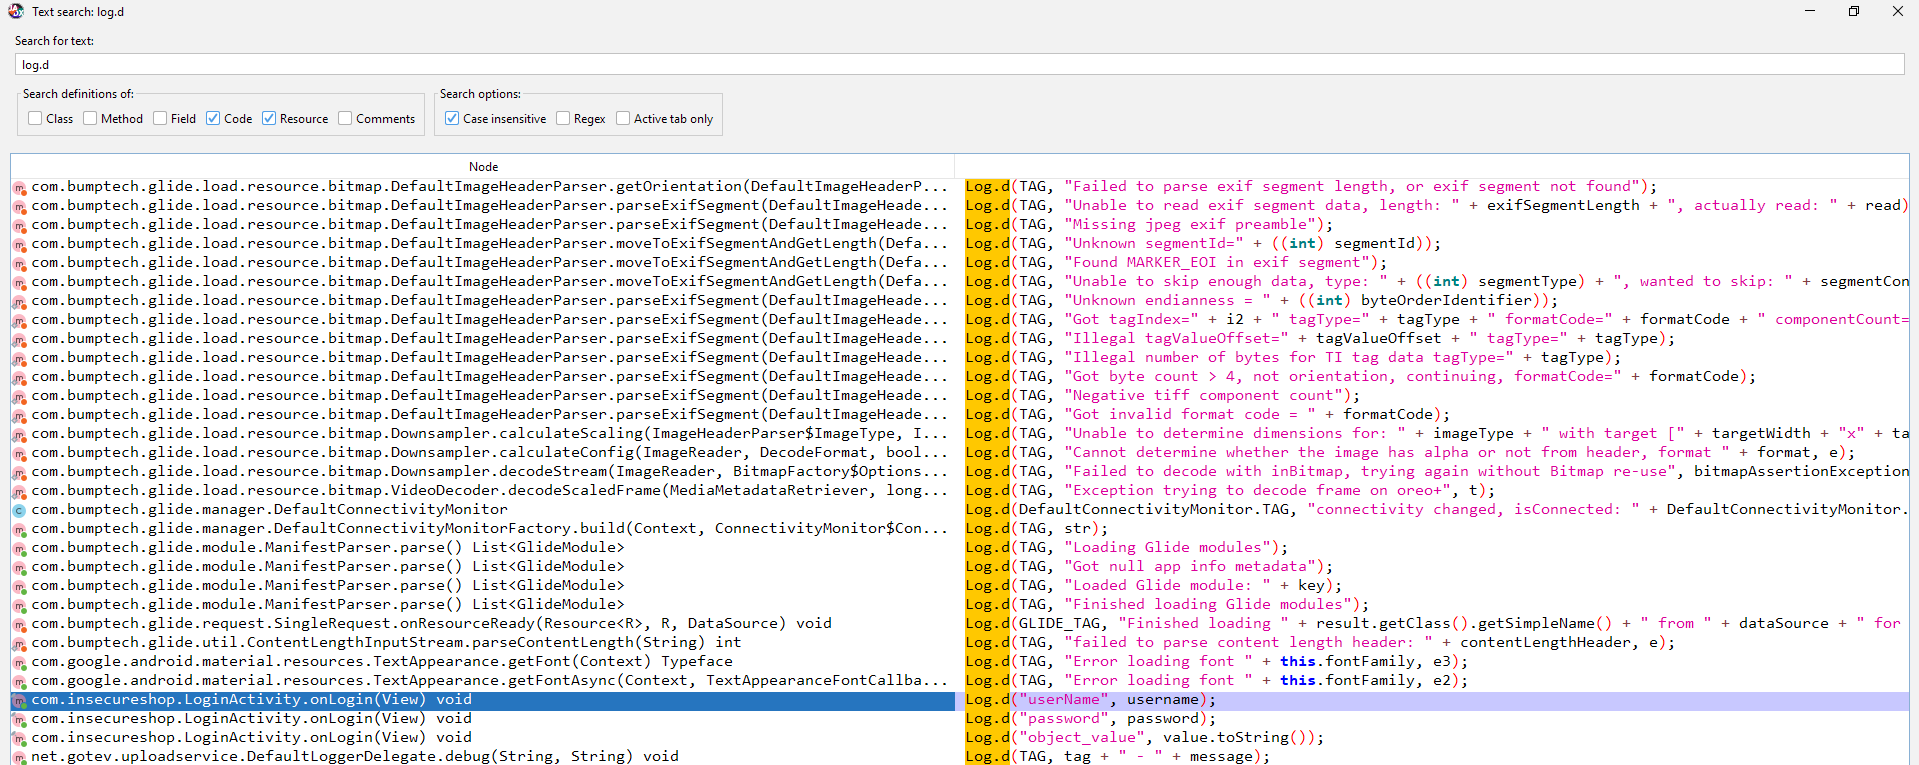 Text search: log.d
Search for text:
log.d
Search definitions of: Search options:
Class Method Field Code Resource Comments Case insensitive Regex Active tab only
Node
com.bumptech.glide.load.resource.bitmap.DefaultImageHeaderParser.getOrientation(DefaultImageHeaderP... Log.d(TAG, "Failed to parse exif segment length, or exif segment not found");
com.bumptech.glide.load.resource.bitmap.DefaultImageHeaderParser.parseExifSegment(DefaultImageHeade... Log.d(TAG, "Unable to read exif segment data, length: " + exifSegmentLength + ", actually read: " + read)
com.bumptech.glide.load.resource.bitmap.DefaultImageHeaderParser.parseExifSegment(DefaultImageHeade... Log.d(TAG, "Missing jpeg exif preamble");
com.bumptech.glide.load.resource.bitmap.DefaultImageHeaderParser.moveToExifSegmentAndGetLength(Defa... Log.d(TAG, "Unknown segmentId=" + ((int) segmentId));
com.bumptech.glide.load.resource.bitmap.DefaultImageHeaderParser.moveToExifSegmentAndGetLength(Defa... Log.d(TAG, "Found MARKER_EOI in exif segment");
com.bumptech.glide.load.resource.bitmap.DefaultImageHeaderParser.moveToExifSegmentAndGetLength(Defa... Log.d(TAG, "Unable to skip enough data, type: " + ((int) segmentType) + ", wanted to skip: " + segmentCon
com.bumptech.glide.load.resource.bitmap.DefaultImageHeaderParser.parseExifSegment(DefaultImageHeade... Log.d(TAG, "Unknown endianness = " + ((int) byteOrderIdentifier));
com.bumptech.glide.load.resource.bitmap.DefaultImageHeaderParser.parseExifSegment(DefaultImageHeade... Log.d(TAG, "Got tagIndex=" + i2 + " tagType=" + tagType + " formatCode=" + formatCode + " componentCount=
com.bumptech.glide.load.resource.bitmap.DefaultImageHeaderParser.parseExifSegment(DefaultImageHeade... Log.d(TAG, "Illegal tagValueOffset=" + tagValueOffset + " tagType=" + tagType);
com.bumptech.glide.load.resource.bitmap.DefaultImageHeaderParser.parseExifSegment(DefaultImageHeade... Log.d(TAG, "Illegal number of bytes for TI tag data tagType=" + tagType);
com.bumptech.glide.load.resource.bitmap.DefaultImageHeaderParser.parseExifSegment(DefaultImageHeade... Log.d(TAG, "Got byte count > 4, not orientation, continuing, formatCode=" + formatCode);
com.bumptech.glide.load.resource.bitmap.DefaultImageHeaderParser.parseExifSegment(DefaultImageHeade... Log.d(TAG, "Negative tiff component count");
com.bumptech.glide.load.resource.bitmap.DefaultImageHeaderParser.parseExifSegment(DefaultImageHeade... Log.d(TAG, "Got invalid format code = " + formatCode);
com.bumptech.glide.load.resource.bitmap.Downsampler.calculateScaling(ImageHeaderParser$ImageType, I... Log.d(TAG, "Unable to determine dimensions for: " + imageType + " with target [" + targetWidth + "x" + ta
com.bumptech.glide.load.resource.bitmap.Downsampler.calculateConfig(ImageReader, DecodeFormat, bool... Log.d(TAG, "Cannot determine whether the image has alpha or not from header, format " + format, e);
com.bumptech.glide.load.resource.bitmap.Downsampler.decodeStream(ImageReader, BitmapFactory$Options... Log.d(TAG, "Failed to decode with inBitmap, trying again without Bitmap re-use", bitmapAssertionException
com.bumptech.glide.load.resource.bitmap.VideoDecoder.decodeScaledFrame(MediaMetadataRetriever, long... Log.d(TAG, "Exception trying to decode frame on oreo+", t);
com.bumptech.glide.manager.DefaultConnectivityMonitor Log.d(DefaultConnectivityMonitor.TAG, "connectivity changed, isConnected: " + DefaultConnectivityMonitor.
com.bumptech.glide.manager.DefaultConnectivityMonitorFactory.build(Context, ConnectivityMonitor$Con... Log.d(TAG, str);
com.bumptech.glide.module.ManifestParser.parse() List<GlideModule> Log.d(TAG, "Loading Glide modules");
com.bumptech.glide.module.ManifestParser.parse() List<GlideModule> Log.d(TAG, "Got null app info metadata");
com.bumptech.glide.module.ManifestParser.parse() List<GlideModule> Log.d(TAG, "Loaded Glide module: " + key);
com.bumptech.glide.module.ManifestParser.parse() List<GlideModule> Log.d(TAG, "Finished loading Glide modules");
com.bumptech.glide.request.SingleRequest.onResourceReady(Resource<R>, R, DataSource) void Log.d(GLIDE_TAG, "Finished loading " + result.getClass().getSimpleName() + " from " + dataSource + " for
com.bumptech.glide.util.ContentLengthInputStream.parseContentLength(String) int Log.d(TAG, "failed to parse content length header: " + contentLengthHeader, e);
com.google.android.material.resources.TextAppearance.getFont(Context) Typeface Log.d(TAG, "Error loading font " + this.fontFamily, e3);
com.google.android.material.resources.TextAppearance.getFontAsync(Context, TextAppearanceFontCallba... Log.d(TAG, "Error loading font " + this.fontFamily, e2);
com.insecureshop.LoginActivity.onLogin(View) void Log.d("userName", username);
com.insecureshop.LoginActivity.onLogin(View) void Log.d("password", password);
com.insecureshop.LoginActivity.onLogin(View) void Log.d("object_value", value.toString());
net.gotev.uploadservice.DefaultLoggerDelegate.debug(String, String) void Log.d(TAG, tag + " - " + message);